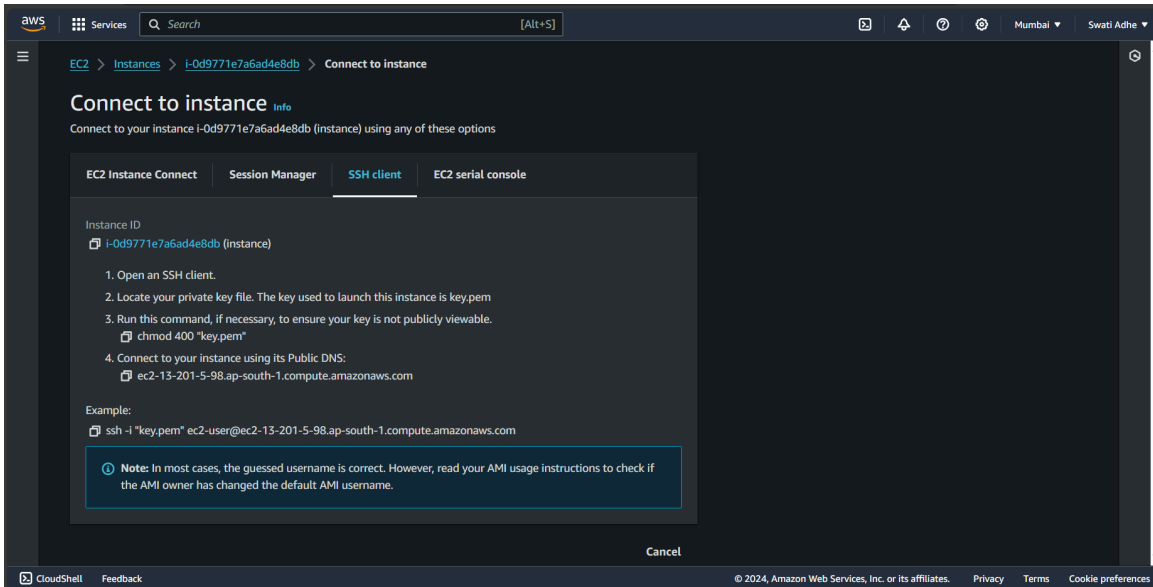 aws
Services
Search [Alt+S]
Mumbai ▼
Swati Adhe ▼
EC2 > Instances > i-0d9771e7a6ad4e8db > Connect to instance
Connect to instance Info
Connect to your instance i-0d9771e7a6ad4e8db (instance) using any of these options
EC2 Instance Connect
Session Manager
SSH client
EC2 serial console
Instance ID
i-0d9771e7a6ad4e8db (instance)
1. Open an SSH client.
2. Locate your private key file. The key used to launch this instance is key.pem
3. Run this command, if necessary, to ensure your key is not publicly viewable.
chmod 400 "key.pem"
4. Connect to your instance using its Public DNS:
ec2-13-201-5-98.ap-south-1.compute.amazonaws.com
Example:
ssh -i "key.pem" ec2-user@ec2-13-201-5-98.ap-south-1.compute.amazonaws.com
Note: In most cases, the guessed username is correct. However, read your AMI usage instructions to check if
the AMI owner has changed the default AMI username.
Cancel
CloudShell
Feedback
© 2024, Amazon Web Services, Inc. or its affiliates.
Privacy
Terms
Cookie preferences